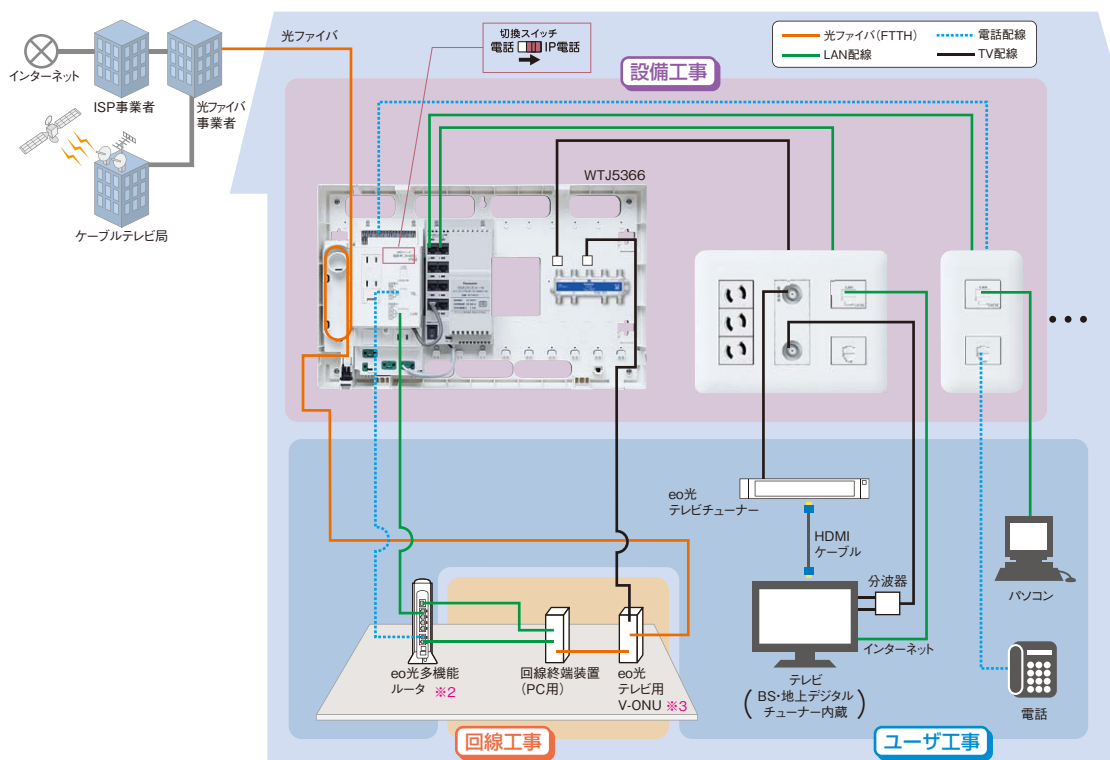 光ファイバ
切換スイッチ
電話 IP電話
光ファイバ(FTTH)
電話配線
LAN配線
TV配線
インターネット
ISP事業者
光ファイバ
事業者
設備工事
ケーブルテレビ局
WTJ5366
eo光
テレビチューナー
HDMI
ケーブル
分波器
パソコン
インターネット
eo光多機能
ルータ ※2
回線終端装置
(PC用)
eo光
テレビ用
V-ONU ※3
テレビ
(BS・地上デジタル
チューナー内蔵)
電話
回線工事
ユーザ工事